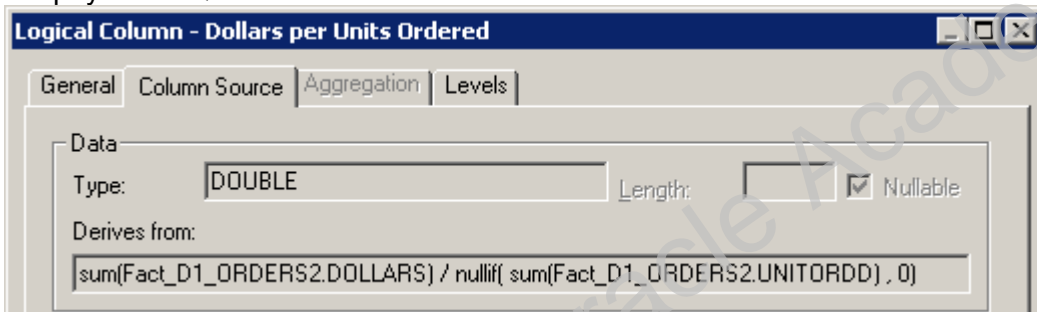 Logical Column - Dollars per Units Ordered
General Column Source Aggregation Levels
Data
Type: DOUBLE Length: Nullable
Derives from:
sum(Fact_D1_ORDERS2.DOLLARS) / nullif( sum(Fact_D1_ORDERS2.UNITORDD) , 0)